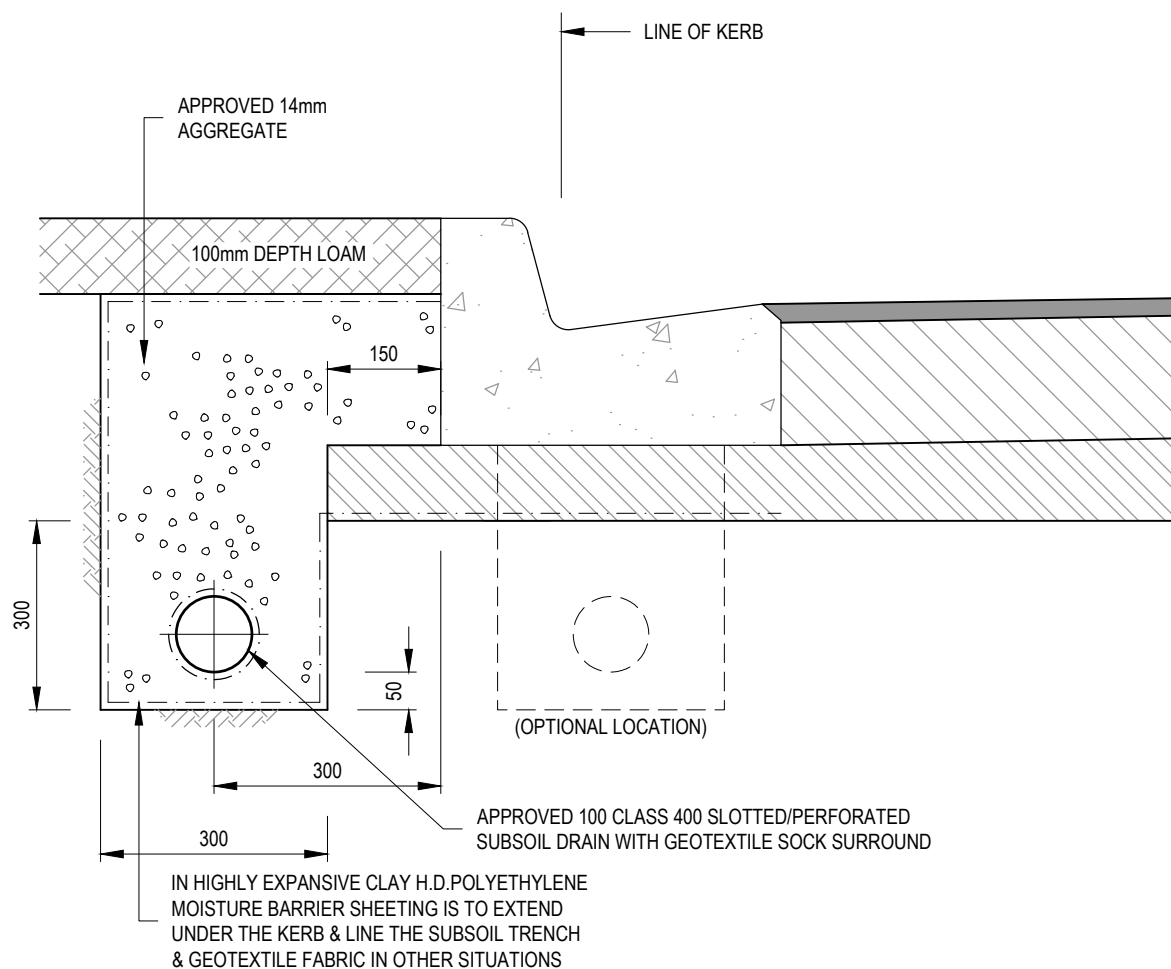 LINE OF KERB
APPROVED 14mm
AGGREGATE
100mm DEPTH LOAM
150
300
50
(OPTIONAL LOCATION)
300
APPROVED 100 CLASS 400 SLOTTED/PERFORATED
SUBSOIL DRAIN WITH GEOTEXTILE SOCK SURROUND
300
IN HIGHLY EXPANSIVE CLAY H.D.POLYETHYLENE
MOISTURE BARRIER SHEETING IS TO EXTEND
UNDER THE KERB & LINE THE SUBSOIL TRENCH
& GEOTEXTILE FABRIC IN OTHER SITUATIONS